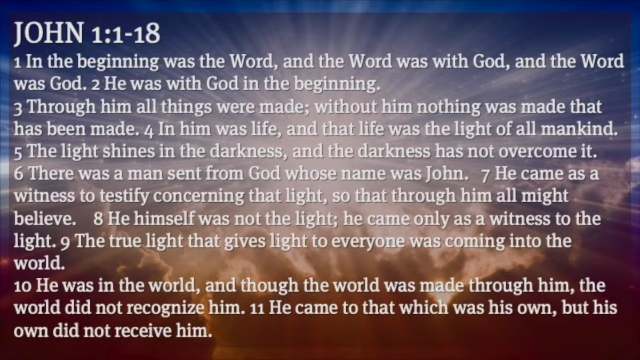 JOHN 1:1-18
1 In the beginning was the Word, and the Word was with God, and the Word
was God. 2 He was with God in the beginning.
3 Through him all things were made; without him nothing was made that
has been made. 4 In him was life, and that life was the light of all mankind.
5 The light shines in the darkness, and the darkness has not overcome it.
6 There was a man sent from God whose name was John.   7 He came as a
witness to testify concerning that light, so that through him all might
believe.    8 He himself was not the light; he came only as a witness to the
light. 9 The true light that gives light to everyone was coming into the
world.
10 He was in the world, and though the world was made through him, the
world did not recognize him. 11 He came to that which was his own, but his
own did not receive him.